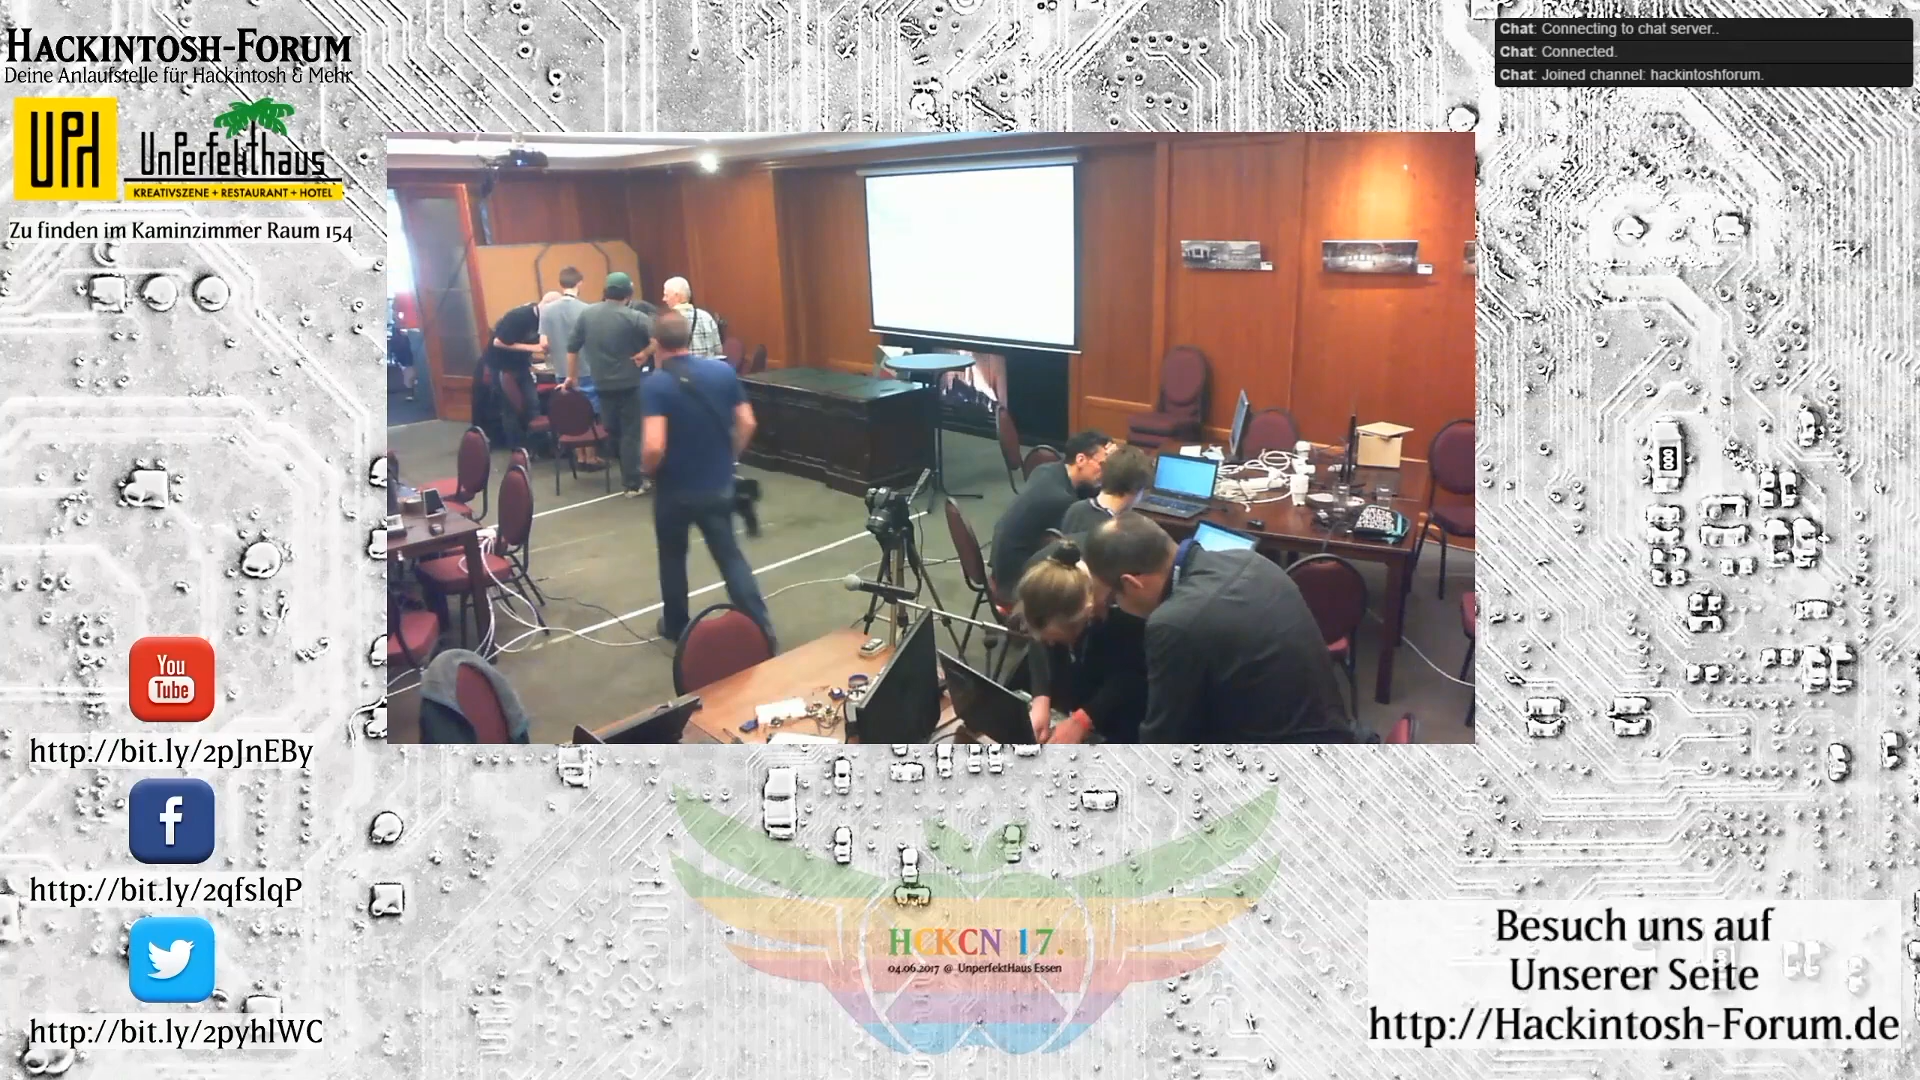 HACKINTOSH-FORUM
Deine Anlaufstelle für Hackintosh & Mehr
UPH
UnPerfekthaus
KREATIVSZENE + RESTAURANT + HOTEL
Zu finden im Kaminzimmer Raum 154
Chat: Connecting to chat server..
Chat: Connected.
Chat: Joined channel: hackintoshforum.
You
Tube
http://bit.ly/2pJnEBy
f
http://bit.ly/2qfslqP
http://bit.ly/2pyhlWC
HCKCN 17.
04.06.2017 @ UnperfektHaus Essen
Besuch uns auf
Unserer Seite
http://Hackintosh-Forum.de